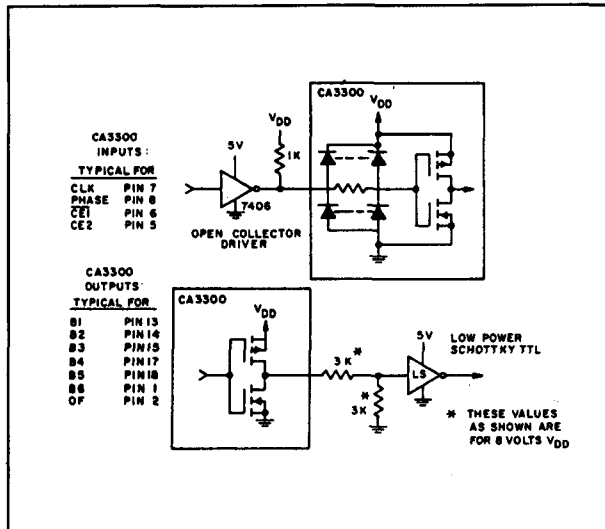 CA3300
INPUTS:
TYPICAL FOR
CLK PIN 7
PHASE PIN 8
CE1 PIN 6
CE2 PIN 5
5V
VDD
1K
7406
OPEN COLLECTOR
DRIVER
CA3300
VDD
CA3300
OUTPUTS:
TYPICAL FOR
B1 PIN 13
B2 PIN 14
B3 PIN 15
B4 PIN 17
B5 PIN 18
B6 PIN 1
OF PIN 2
CA3300
VDD
3K*
3K*
5V
LS
LOW POWER
SCHOTTKY TTL
* THESE VALUES
AS SHOWN ARE
FOR 8 VOLTS VDD